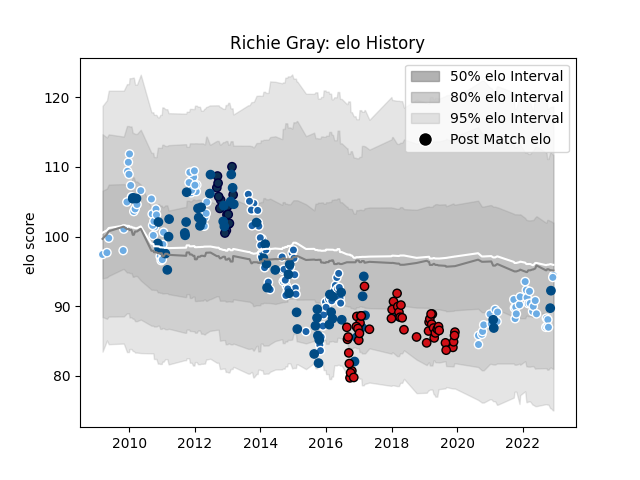 Richie Gray: elo History
50% elo Interval
80% elo Interval
95% elo Interval
Post Match elo
elo score
120
110
100
90
80
2010 2012 2014 2016 2018 2020 2022